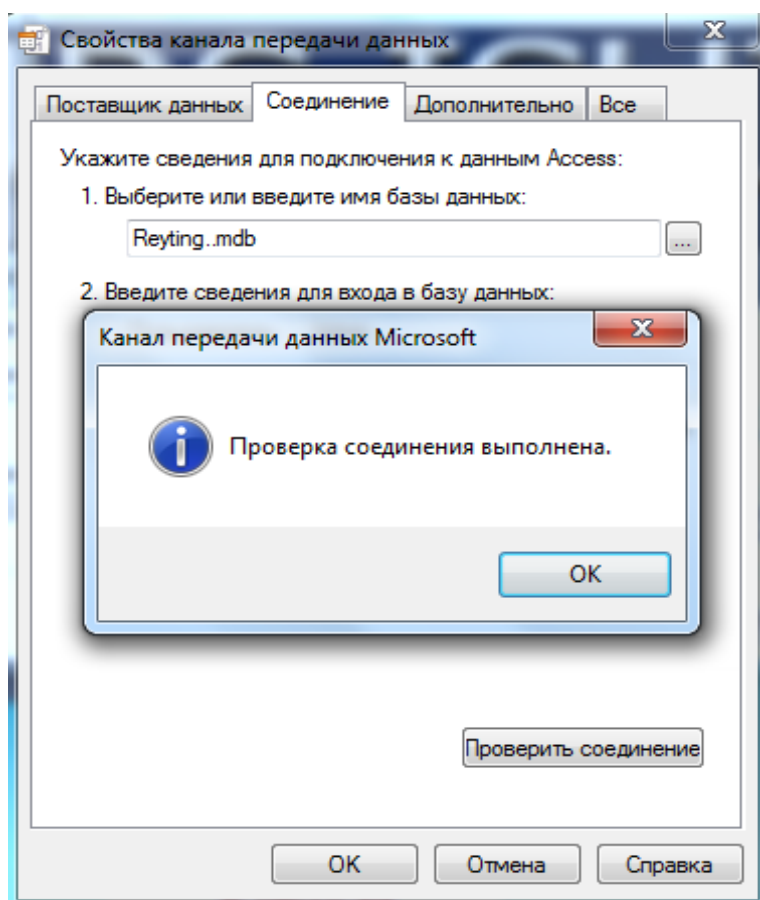 Свойства канала передачи данных
Поставщик данных Соединение Дополнительно Все
Укажите сведения для подключения к данным Access:
1. Выберите или введите имя базы данных:
Reyting..mdb ...
2. Введите сведения для входа в базу данных:
Канал передачи данных Microsoft
Проверка соединения выполнена.
OK
Проверить соединение
OK Отмена Справка